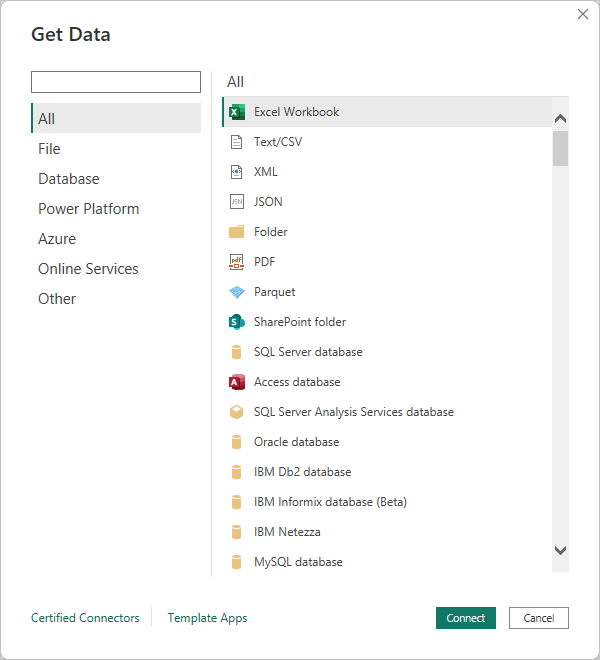 Get Data
All
File
Database
Power Platform
Azure
Online Services
Other
All
Excel Workbook
Text/CSV
XML
JSON
Folder
PDF
Parquet
SharePoint folder
SQL Server database
Access database
SQL Server Analysis Services database
Oracle database
IBM Db2 database
IBM Informix database (Beta)
IBM Netezza
MySQL database
Certified Connectors
Template Apps
Connect
Cancel